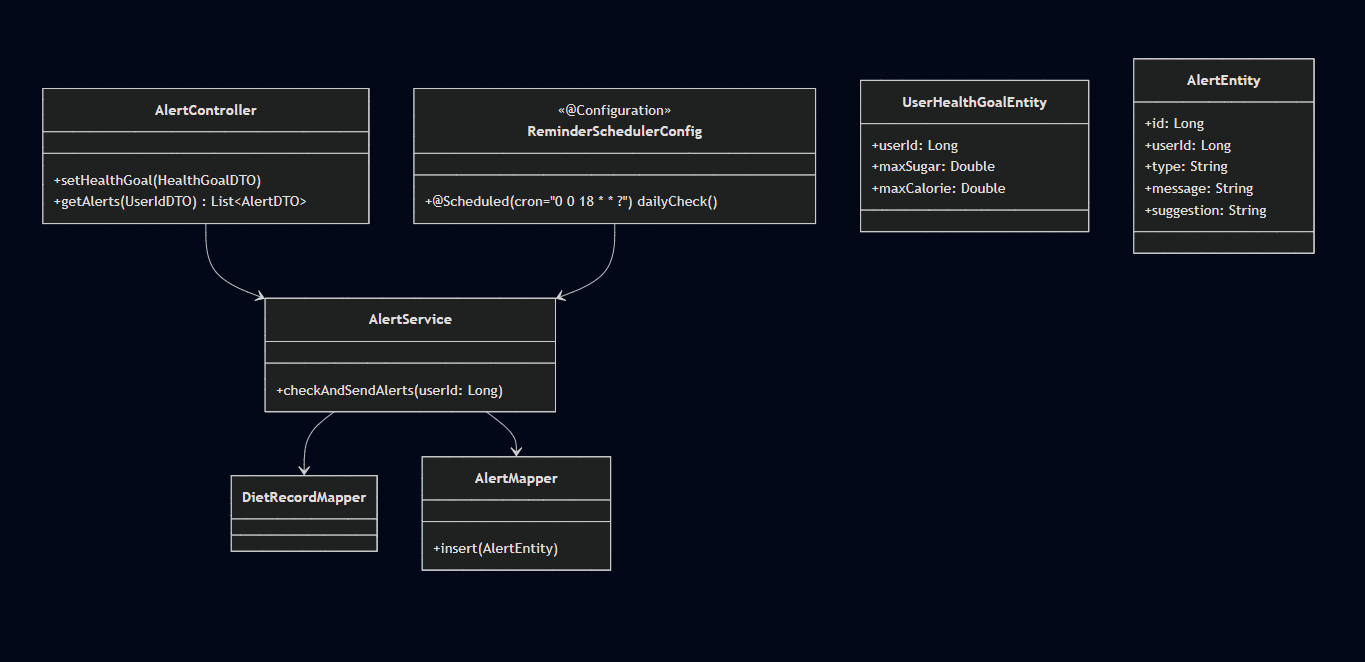 AlertController
+setHealthGoal(HealthGoalDTO)
+getAlerts(UserIdDTO) : List<AlertDTO>
«@Configuration»
ReminderSchedulerConfig
+@Scheduled(cron="0 0 18 * * ?") dailyCheck()
UserHealthGoalEntity
+userId: Long
+maxSugar: Double
+maxCalorie: Double
AlertEntity
+id: Long
+userId: Long
+type: String
+message: String
+suggestion: String
AlertService
+checkAndSendAlerts(userId: Long)
DietRecordMapper
AlertMapper
+insert(AlertEntity)